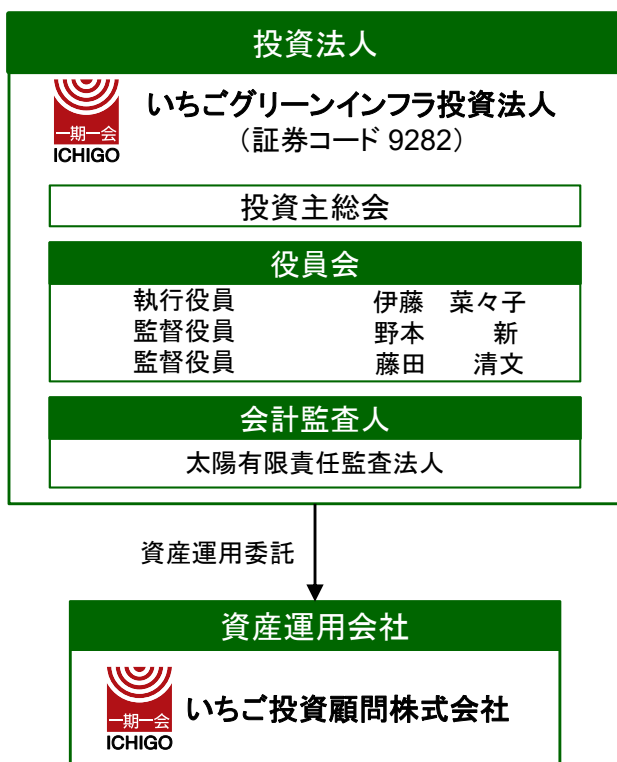 投資法人
一期一会
ICHIGO
いちごグリーンインフラ投資法人
（証券コード 9282）
投資主総会
役員会
執行役員 伊藤 菜々子
監督役員 野本 新
監督役員 藤田 清文
会計監査人
太陽有限責任監査法人
資産運用委託
資産運用会社
一期一会
ICHIGO
いちご投資顧問株式会社